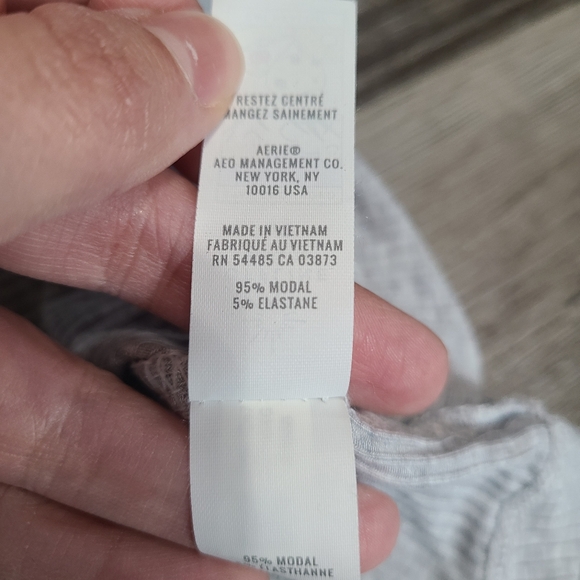 RESTEZ CENTRÉ
MANGEZ SAINEMENT
AERIE®
AEO MANAGEMENT CO.
NEW YORK, NY
10016 USA
MADE IN VIETNAM
FABRIQUÉ AU VIETNAM
RN 54485 CA 03873
95% MODAL
5% ELASTANE
95% MODAL
ELASTHANNE